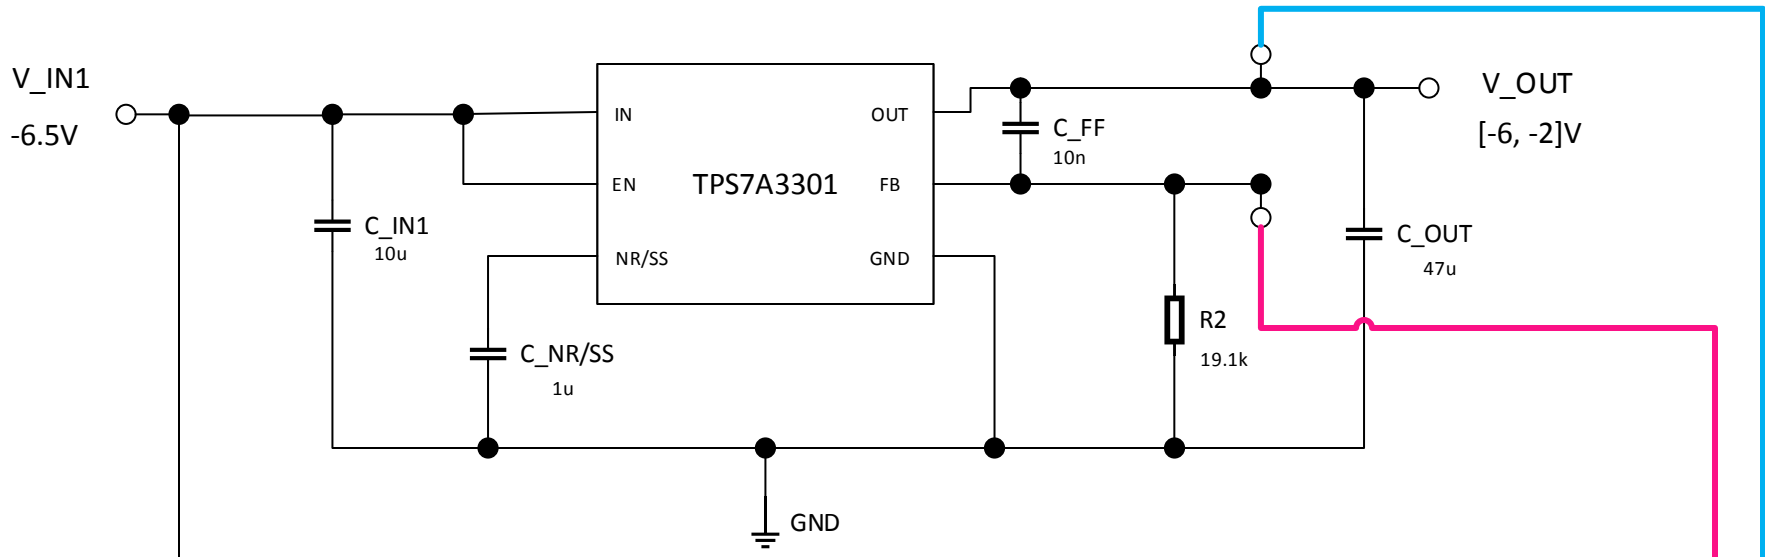 V_IN1
-6.5V
IN
EN
NR/SS
TPS7A3301
OUT
FB
GND
C_FF
10n
V_OUT
[-6, -2]V
C_IN1
10u
C_OUT
47u
R2
19.1k
C_NR/SS
1u
GND